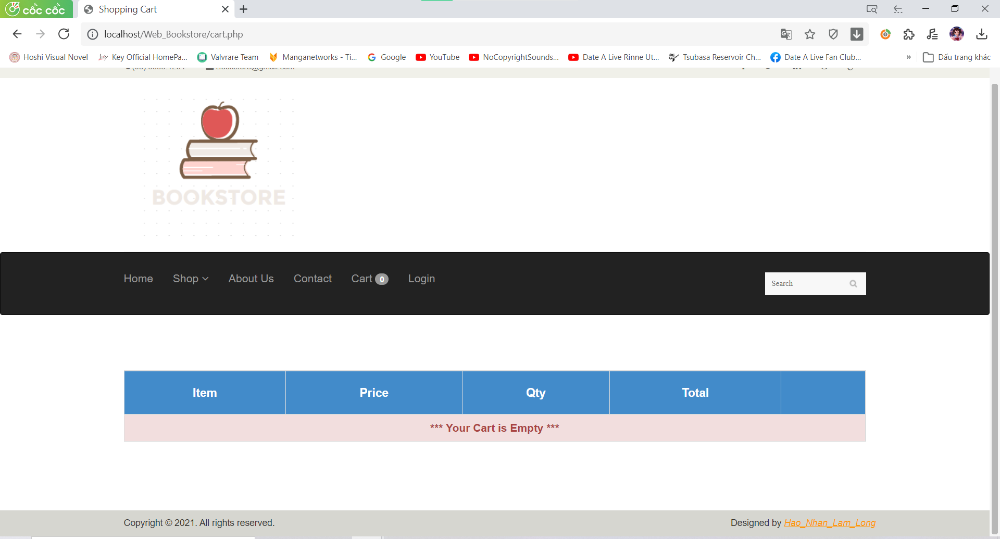 cốc cốc
Shopping Cart
localhost/Web_Bookstore/cart.php
Hoshi Visual Novel
Key Official HomePa...
Valvrare Team
Manganetworks - Ti...
Google
YouTube
NoCopyrightSounds...
Date A Live Rinne Ut...
Tsubasa Reservoir Ch...
Date A Live Fan Club...
»
Dấu trang khác
BOOKSTORE
Home
Shop
About Us
Contact
Cart 0
Login
Search
Item
Price
Qty
Total
*** Your Cart is Empty ***
Copyright © 2021. All rights reserved.
Designed by Hao_Nhan_Lam_Long